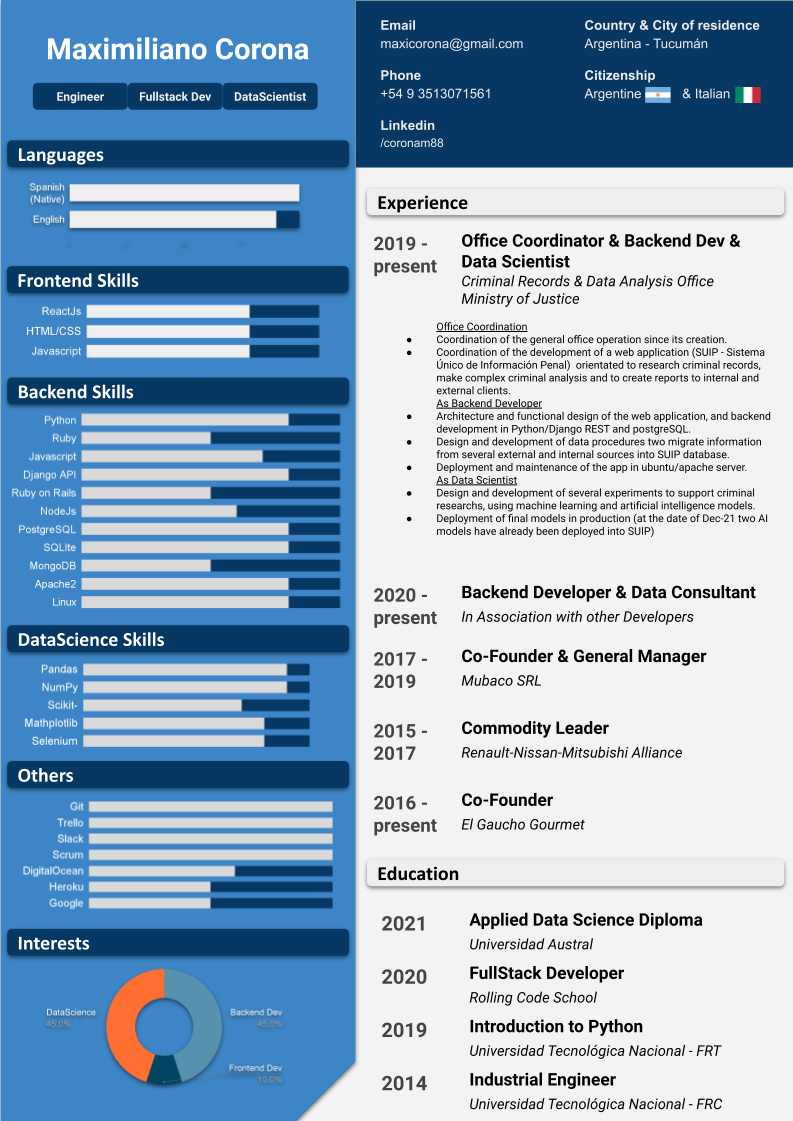 Maximiliano Corona
Engineer
Fullstack Dev
DataScientist
Languages
Spanish
(Native)
English
Frontend Skills
ReactJs
HTML/CSS
Javascript
Backend Skills
Python
Ruby
Javascript
Django API
Ruby on Rails
NodeJs
PostgreSQL
SQLIte
MongoDB
Apache2
Linux
DataScience Skills
Pandas
NumPy
Scikit-
Mathplotlib
Selenium
Others
Git
Trello
Slack
Scrum
DigitalOcean
Heroku
Google
Interests
DataScience
45,0%
Backend Dev
45,0%
Frontend Dev
10,0%
Email
maxicorona@gmail.com
Phone
+54 9 3513071561
Linkedin
/coronam88
Country & City of residence
Argentina - Tucumán
Citizenship
Argentine & Italian
Experience
2019 -
present
Office Coordinator & Backend Dev &
Data Scientist
Criminal Records & Data Analysis Office
Ministry of Justice
Office Coordination
● Coordination of the general office operation since its creation.
● Coordination of the development of a web application (SUIP - Sistema
Único de Información Penal) orientated to research criminal records,
make complex criminal analysis and to create reports to internal and
external clients.
As Backend Developer
● Architecture and functional design of the web application, and backend
development in Python/Django REST and postgreSQL.
● Design and development of data procedures two migrate information
from several external and internal sources into SUIP database.
● Deployment and maintenance of the app in ubuntu/apache server.
As Data Scientist
● Design and development of several experiments to support criminal
researchs, using machine learning and artificial intelligence models.
● Deployment of final models in production (at the date of Dec-21 two AI
models have already been deployed into SUIP)
2020 -
present
Backend Developer & Data Consultant
In Association with other Developers
2017 -
2019
Co-Founder & General Manager
Mubaco SRL
2015 -
2017
Commodity Leader
Renault-Nissan-Mitsubishi Alliance
2016 -
present
Co-Founder
El Gaucho Gourmet
Education
2021
Applied Data Science Diploma
Universidad Austral
2020
FullStack Developer
Rolling Code School
2019
Introduction to Python
Universidad Tecnológica Nacional - FRT
2014
Industrial Engineer
Universidad Tecnológica Nacional - FRC